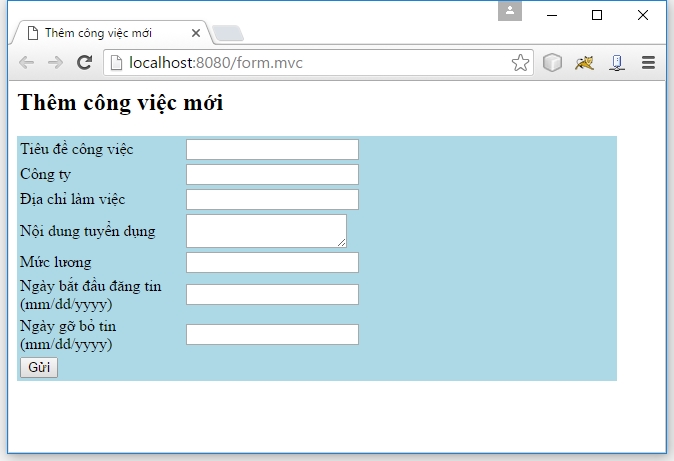 Thêm công việc mới
localhost:8080/form.mvc
Thêm công việc mới
Tiêu đề công việc
Công ty
Địa chỉ làm việc
Nội dung tuyển dụng
Mức lương
Ngày bắt đầu đăng tin
(mm/dd/yyyy)
Ngày gỡ bỏ tin
(mm/dd/yyyy)
Gửi